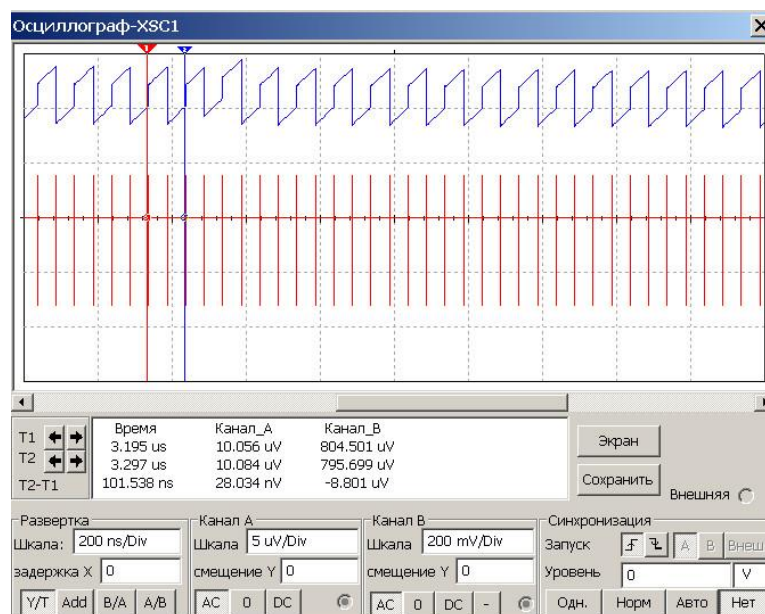 Осциллограф-XSC1
1 2
Время Канал_A Канал_B
T1 3.195 us 10.056 uV 804.501 uV
T2 3.297 us 10.084 uV 795.699 uV
T2-T1 101.538 ns 28.034 nV -8.801 uV
Экран
Сохранить
Внешняя
Развертка
Шкала: 200 ns/Div
задержка X 0
Y/T Add B/A A/B
Канал A
Шкала 5 uV/Div
смещение Y 0
AC 0 DC
Канал B
Шкала 200 mV/Div
смещение Y 0
AC 0 DC -
Синхронизация
Запуск A B Внеш
Уровень 0 V
Одн. Норм Авто Нет